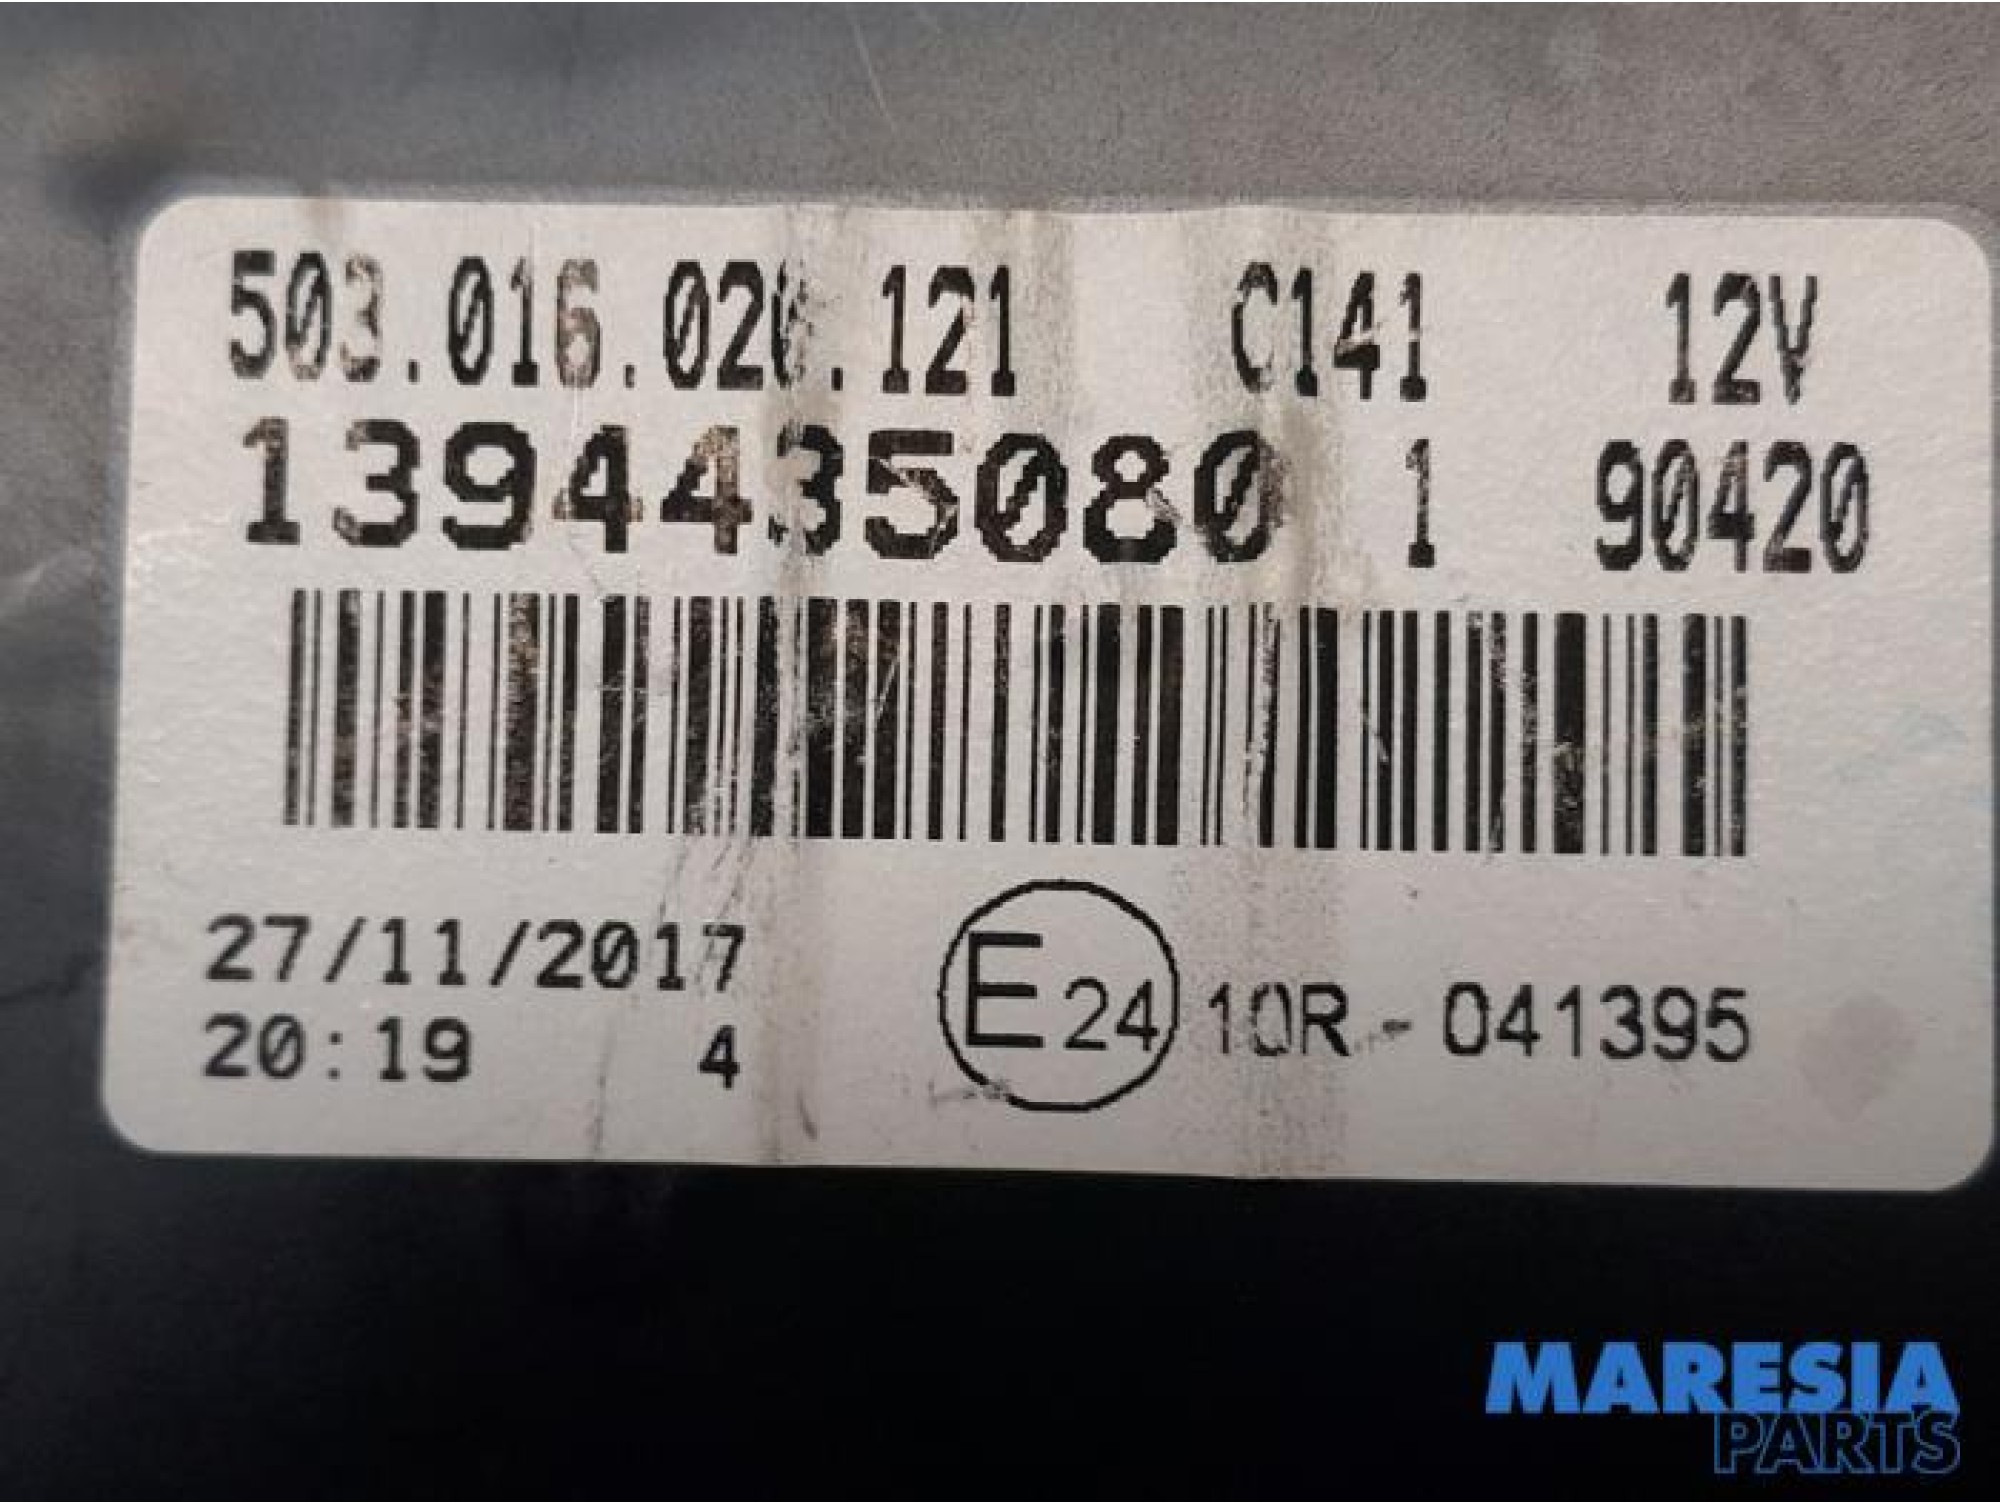 503.016.020.121 C141 12V
1394435080 1 90420
27/11/2017
20:19 4
E24 10R-041395
MARESIA
PARTS